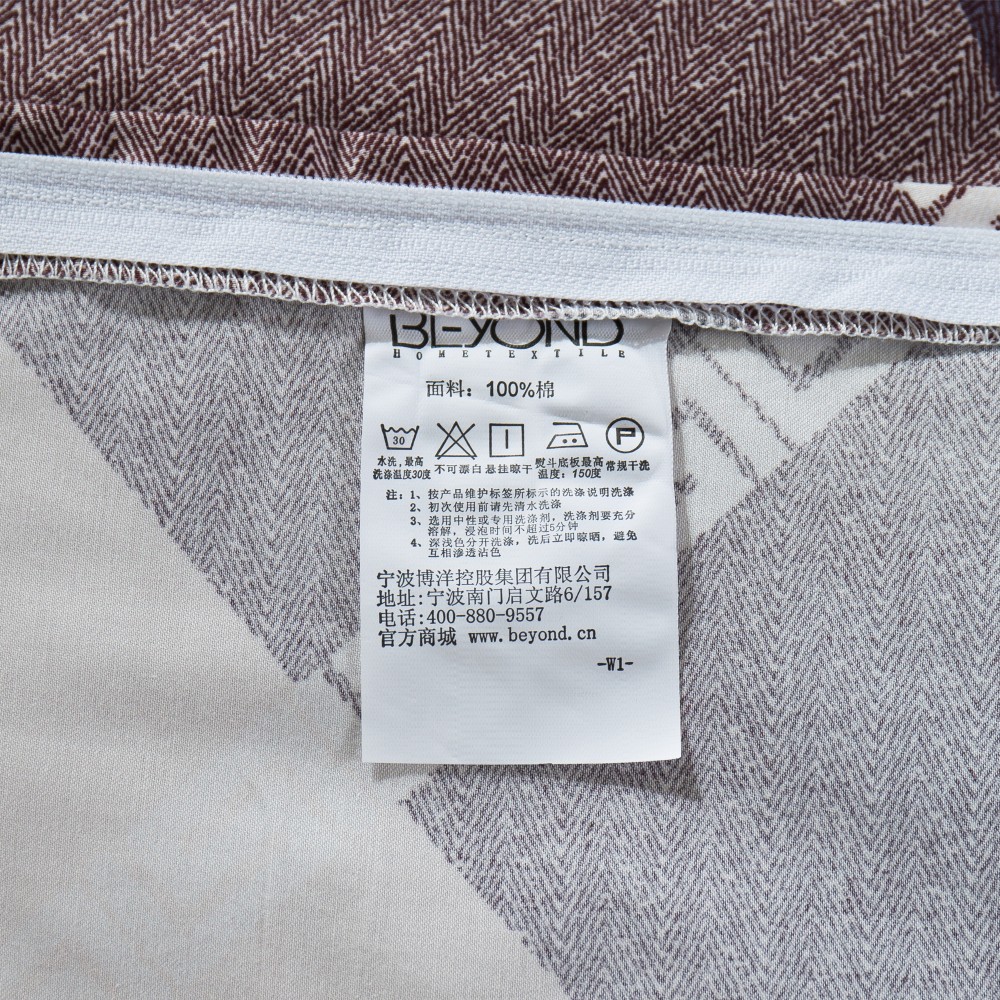 BEYOND
HOMETEXTILE
面料：100%棉
30 P
水洗，最高 不可漂白 悬挂晾干 熨斗底板最高 常规干洗
洗涤温度30度 温度：150度
注：1、按产品维护标签所标示的洗涤说明洗涤
2、初次使用前请先清水洗涤
3、选用中性或专用洗涤剂，洗涤剂要充分
溶解，浸泡时间不超过5分钟
4、深浅色分开洗涤，洗后立即晾晒，避免
互相渗透沾色
宁波博洋控股集团有限公司
地址:宁波南门启文路6/157
电话:400-880-9557
官方商城 www.beyond.cn
-W1-